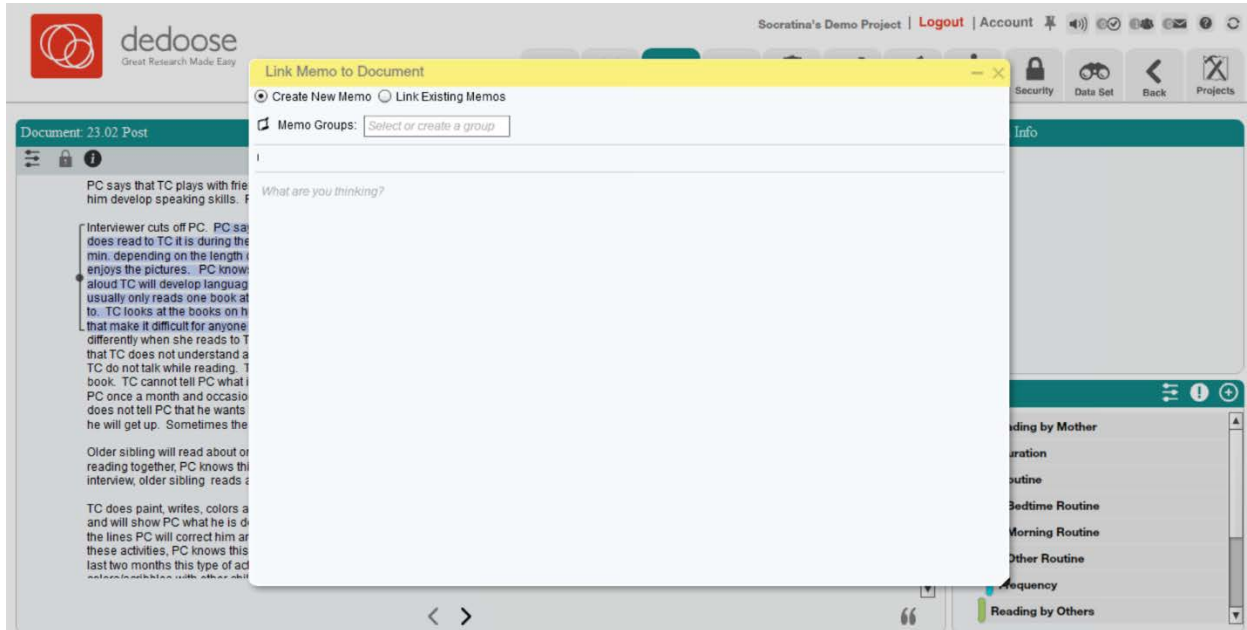 dedoose
Great Research Made Easy
Socratina's Demo Project | Logout | Account
Security
Data Set
Back
Projects
Link Memo to Document
Create New Memo
Link Existing Memos
Memo Groups: Select or create a group
What are you thinking?
Document: 23.02 Post
PC says that TC plays with frie
him develop speaking skills.
Interviewer cuts off PC. PC say
does read to TC it is during the
min. depending on the length
enjoys the pictures. PC know
aloud TC will develop languag
usually only reads one book at
to. TC looks at the books on h
that make it difficult for anyone
differently when she reads to T
that TC does not understand a
TC do not talk while reading.
book. TC cannot tell PC what i
PC once a month and occasio
does not tell PC that he wants
he will get up. Sometimes the
Older sibling will read about or
reading together, PC knows thi
interview, older sibling reads a
TC does paint, writes, colors a
and will show PC what he is d
the lines PC will correct him an
these activities, PC knows this
last two months this type of act
Info
ading by Mother
uration
outine
Bedtime Routine
Morning Routine
Other Routine
requency
Reading by Others